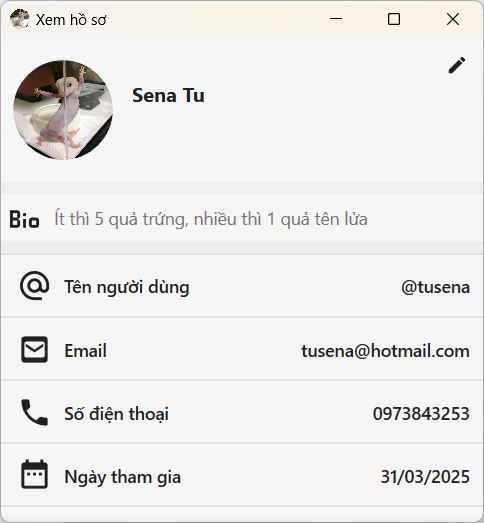 Xem hồ sơ
Sena Tu
Bio Ít thì 5 quả trứng, nhiều thì 1 quả tên lửa
Tên người dùng @tusena
Email tusena@hotmail.com
Số điện thoại 0973843253
Ngày tham gia 31/03/2025